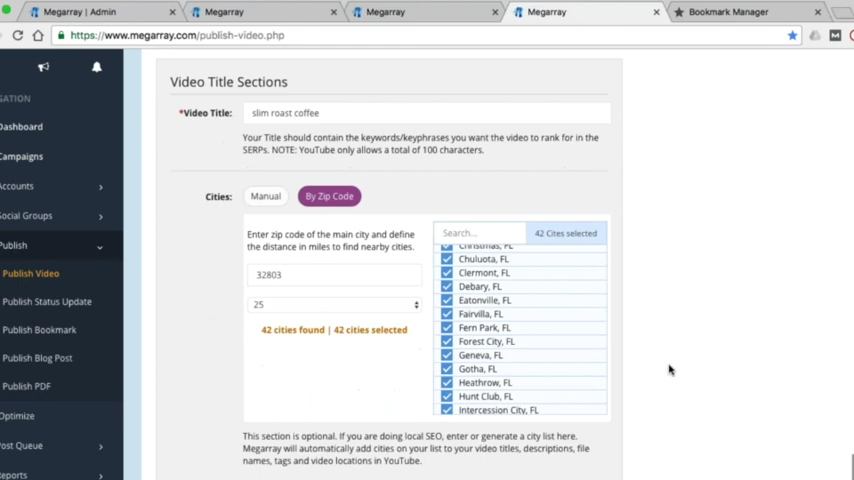 Megarray | Admin
Megarray
Megarray
Megarray
Bookmark Manager
https://www.megarray.com/publish-video.php
GATION
Dashboard
Campaigns
Accounts
Social Groups
Publish
Publish Video
Publish Status Update
Publish Bookmark
Publish Blog Post
Publish PDF
Optimize
ost Queue
Reports
Video Title Sections
*Video Title:
slim roast coffee
Your Title should contain the keywords/keyphrases you want the video to rank for in the
SERPs. NOTE: YouTube only allows a total of 100 characters.
Cities:
Manual
By Zip Code
Enter zip code of the main city and define
the distance in miles to find nearby cities.
32803
25
42 cities found | 42 cities selected
Search...
42 Cites selected
Christmas, FL
Chuluota, FL
Clermont, FL
Debary, FL
Eatonville, FL
Fairvilla, FL
Fern Park, FL
Forest City, FL
Geneva, FL
Gotha, FL
Heathrow, FL
Hunt Club, FL
Intercession City, FL
This section is optional. If you are doing local SEO, enter or generate a city list here.
Megarray will automatically add cities on your list to your video titles, descriptions, file
names, tags and video locations in YouTube.